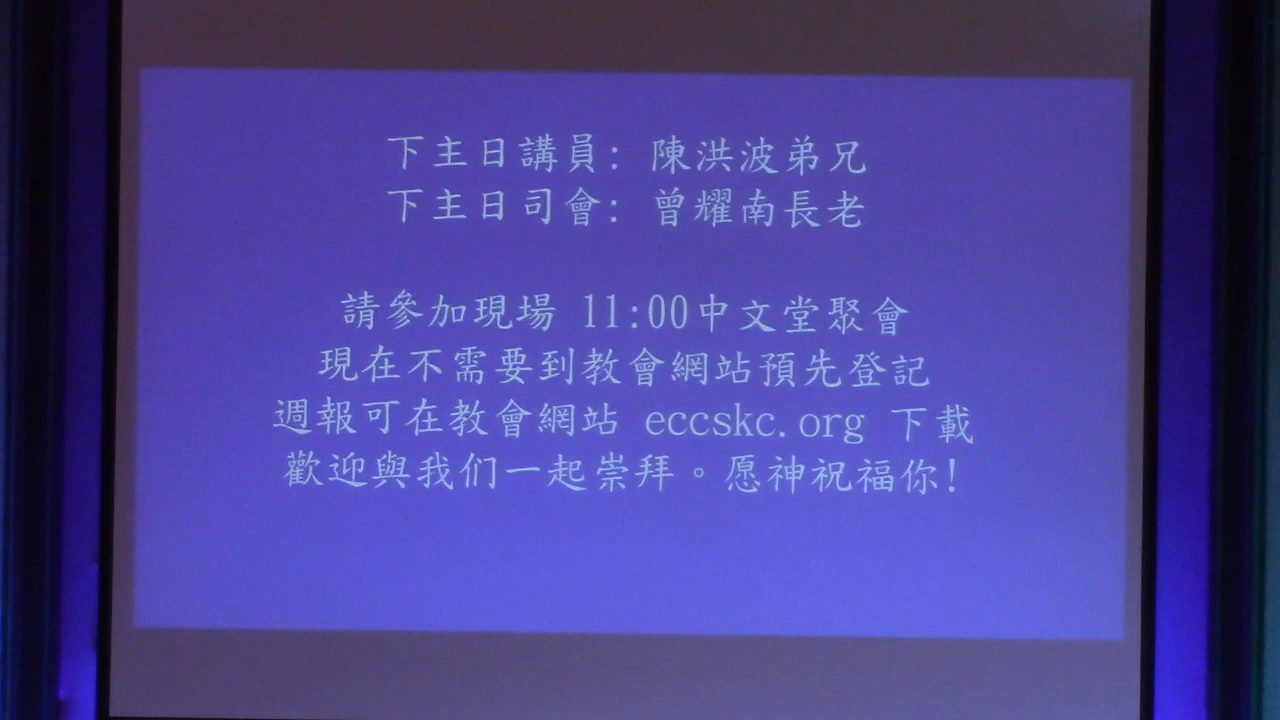 下主日講員: 陳洪波弟兄
下主日司會: 曾耀南長老
請參加現場 11:00中文堂聚會
現在不需要到教會網站預先登記
週報可在教會網站 eccskc.org 下載
歡迎與我们一起崇拜。愿神祝福你!